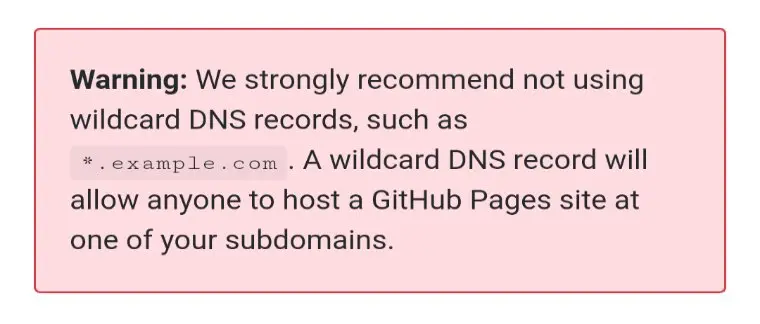 Warning: We strongly recommend not using
wildcard DNS records, such as
*.example.com . A wildcard DNS record will
allow anyone to host a GitHub Pages site at
one of your subdomains.